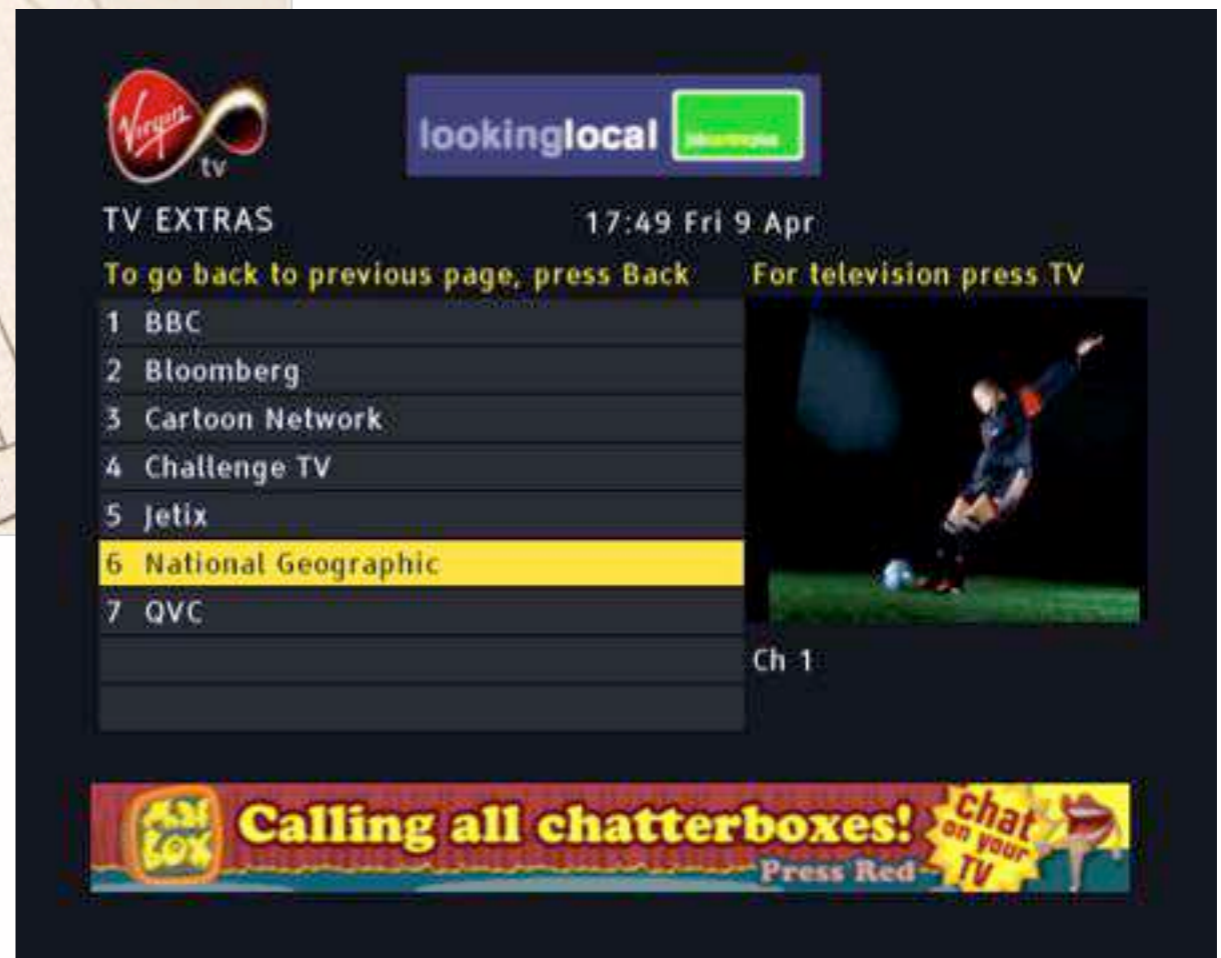 Virgin
tv
lookinglocal
TV EXTRAS
17:49 Fri 9 Apr
To go back to previous page, press Back
For television press TV
1 BBC
2 Bloomberg
3 Cartoon Network
4 Challenge TV
5 Jetix
6 National Geographic
7 QVC
Ch 1
Calling all chatterboxes!
Press Red
Chat
on your
TV